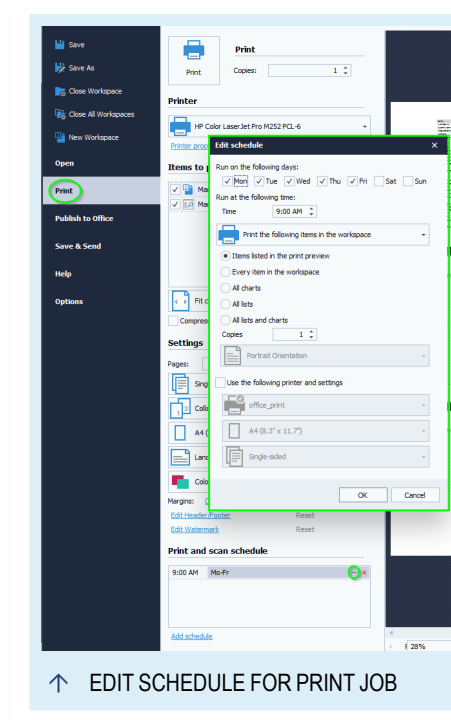 Save
Save As
Close Workspace
Close All Workspaces
New Workspace
Open
Print
Publish to Office
Save & Send
Help
Options
Print
Print
Copies:
1
Printer
HP Color LaserJet Pro M252 PCL-6
Printer prop
Items to p
Ma
Ma
Fit c
Compres
Settings
Pages:
Sing
Colla
A4 (
Land
Colo
Margins:
Edit Header/Footer
Reset
Edit Watermark
Reset
Print and scan schedule
9:00 AM
Mo-Fr
Add schedule
28%
Edit schedule
Run on the following days:
Mon Tue Wed Thu Fri Sat Sun
Run at the following time:
Time 9:00 AM
Print the following items in the workspace
Items listed in the print preview
Every item in the workspace
All charts
All lists
All lists and charts
Copies 1
Portrait Orientation
Use the following printer and settings
office_print
A4 (8.3" x 11.7")
Single-sided
OK Cancel
↑ EDIT SCHEDULE FOR PRINT JOB